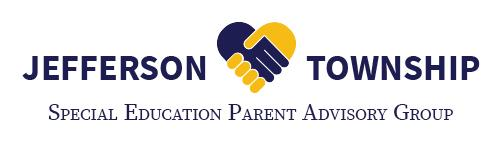 JEFFERSON TOWNSHIP
Special Education Parent Advisory Group